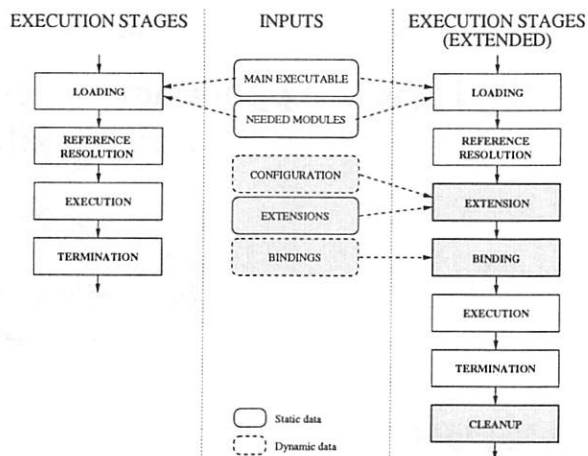 EXECUTION STAGES
LOADING
REFERENCE
RESOLUTION
EXECUTION
TERMINATION
INPUTS
MAIN EXECUTABLE
NEEDED MODULES
CONFIGURATION
EXTENSIONS
BINDINGS
Static data
Dynamic data
EXECUTION STAGES
(EXTENDED)
LOADING
REFERENCE
RESOLUTION
EXTENSION
BINDING
EXECUTION
TERMINATION
CLEANUP